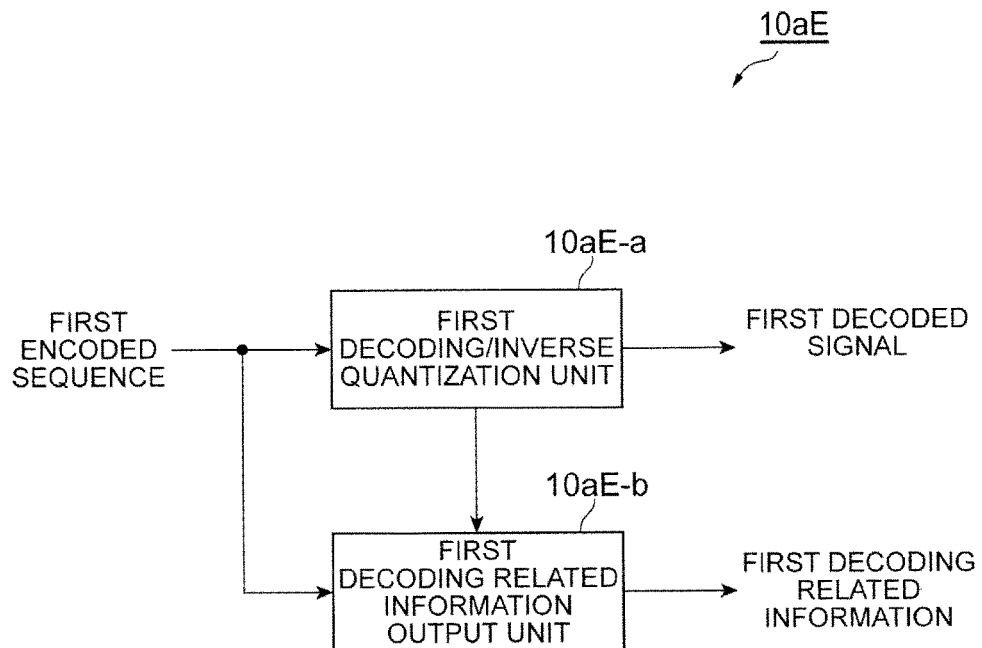 10aE
10aE-a
FIRST
ENCODED
SEQUENCE
FIRST
DECODING/INVERSE
QUANTIZATION UNIT
FIRST DECODED
SIGNAL
10aE-b
FIRST
DECODING RELATED
INFORMATION
OUTPUT UNIT
FIRST DECODING
RELATED
INFORMATION